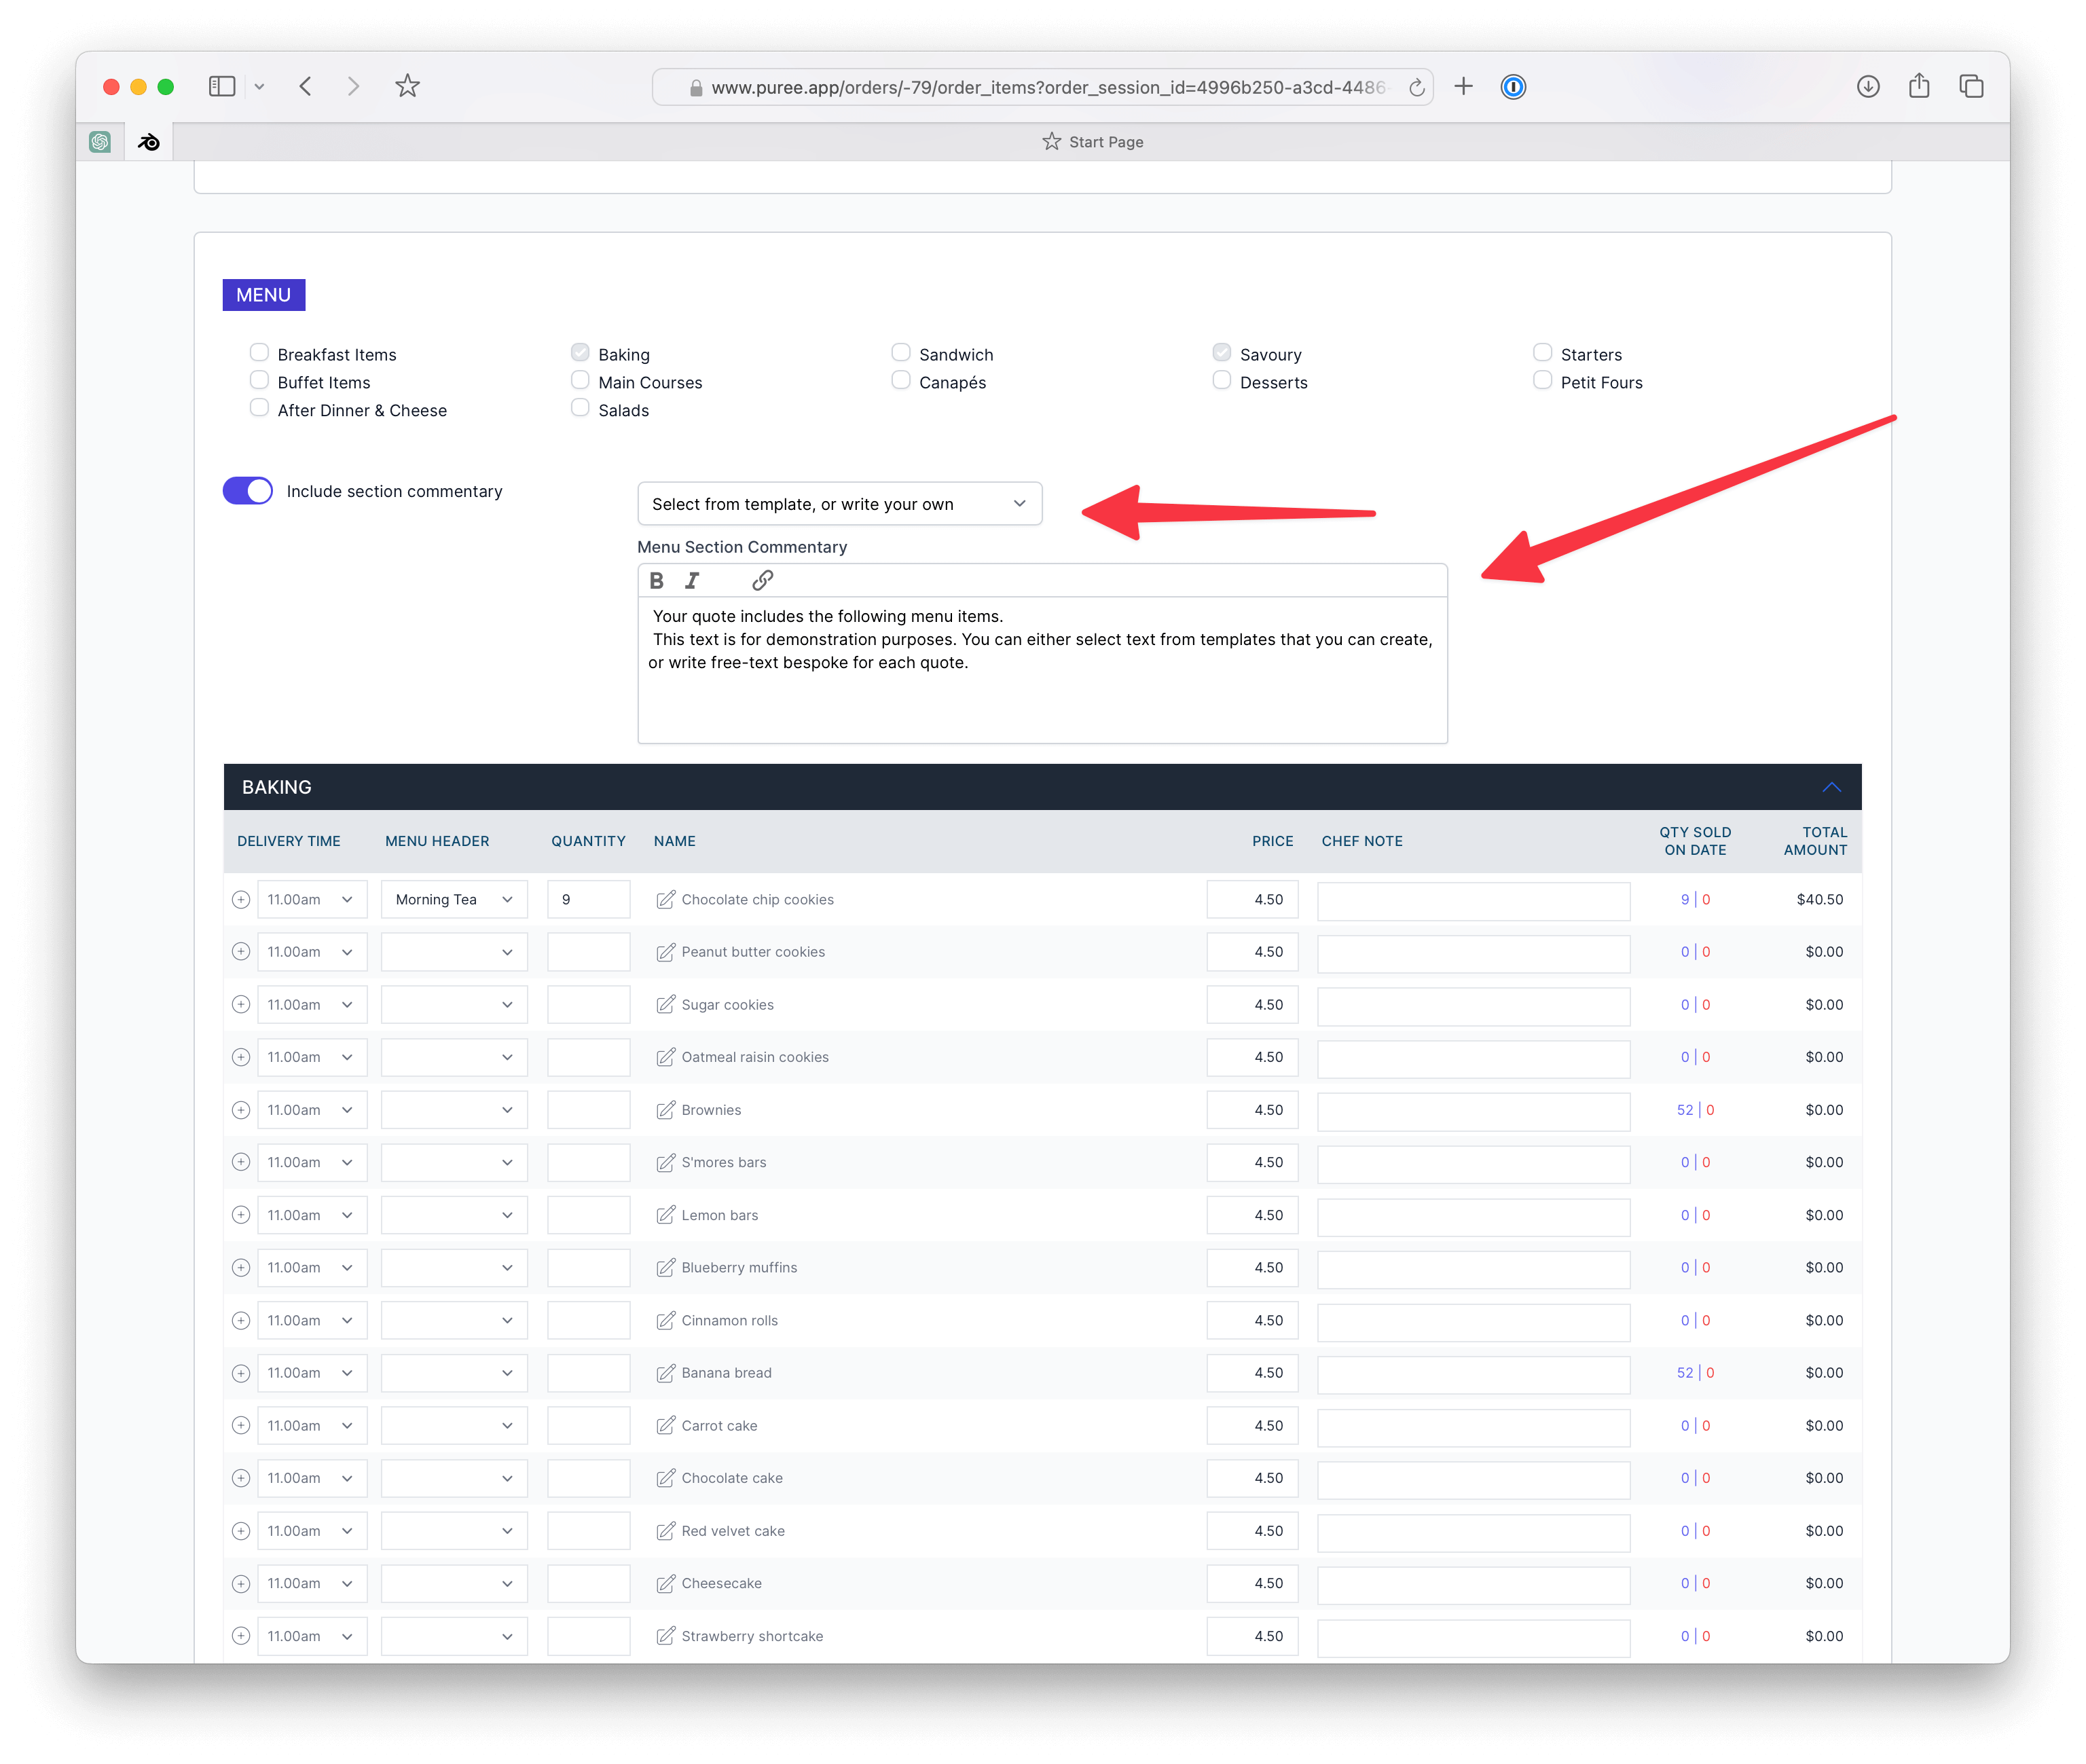 www.puree.app/orders/-79/order_items?order_session_id=4996b250-a3cd-4486-
Start Page
MENU
Breakfast Items
Baking
Sandwich
Savoury
Starters
Buffet Items
Main Courses
Canapés
Desserts
Petit Fours
After Dinner & Cheese
Salads
Include section commentary
Select from template, or write your own
Menu Section Commentary
B I
Your quote includes the following menu items.
This text is for demonstration purposes. You can either select text from templates that you can create,
or write free-text bespoke for each quote.
BAKING
DELIVERY TIME MENU HEADER QUANTITY NAME PRICE CHEF NOTE QTY SOLD ON DATE TOTAL AMOUNT
11.00am Morning Tea 9 Chocolate chip cookies 4.50 9 | 0 $40.50
11.00am Peanut butter cookies 4.50 0 | 0 $0.00
11.00am Sugar cookies 4.50 0 | 0 $0.00
11.00am Oatmeal raisin cookies 4.50 0 | 0 $0.00
11.00am Brownies 4.50 52 | 0 $0.00
11.00am S'mores bars 4.50 0 | 0 $0.00
11.00am Lemon bars 4.50 0 | 0 $0.00
11.00am Blueberry muffins 4.50 0 | 0 $0.00
11.00am Cinnamon rolls 4.50 0 | 0 $0.00
11.00am Banana bread 4.50 52 | 0 $0.00
11.00am Carrot cake 4.50 0 | 0 $0.00
11.00am Chocolate cake 4.50 0 | 0 $0.00
11.00am Red velvet cake 4.50 0 | 0 $0.00
11.00am Cheesecake 4.50 0 | 0 $0.00
11.00am Strawberry shortcake 4.50 0 | 0 $0.00